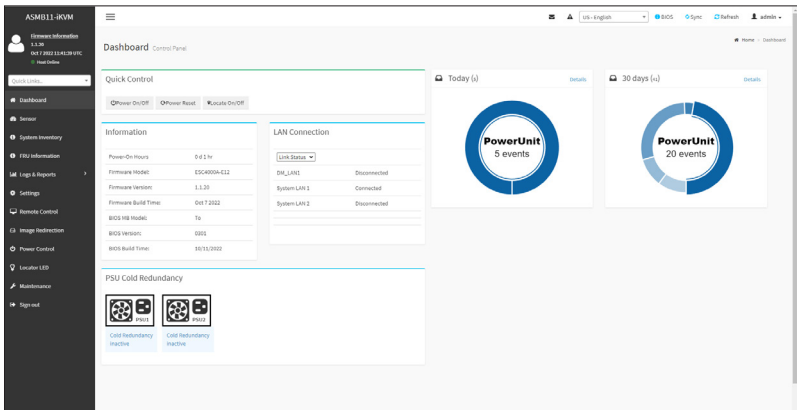 ASMB11-iKVM
Firmware Information
1.1.20
Oct 7 2022 11:41:39 UTC
Host Online
Quick Links...
Dashboard
Sensor
System Inventory
FRU Information
Logs & Reports
Settings
Remote Control
Image Redirection
Power Control
Locator LED
Maintenance
Sign out
US - English
BIOS
Sync
Refresh
admin
Dashboard Control Panel
Home > Dashboard
Quick Control
Power On/Off Power Reset Locate On/Off
Information
Power-On Hours 0 d 1 hr
Firmware Model: ESC4000A-E12
Firmware Version: 1.1.20
Firmware Build Time: Oct 7 2022
BIOS MB Model: To
BIOS Version: 0301
BIOS Build Time: 10/11/2022
LAN Connection
Link Status
DM_LAN1 Disconnected
System LAN 1 Connected
System LAN 2 Disconnected
PSU Cold Redundancy
PSU1
Cold Redundancy
Inactive
PSU2
Cold Redundancy
Inactive
Today (5) Details
PowerUnit
5 events
30 days (41) Details
PowerUnit
20 events